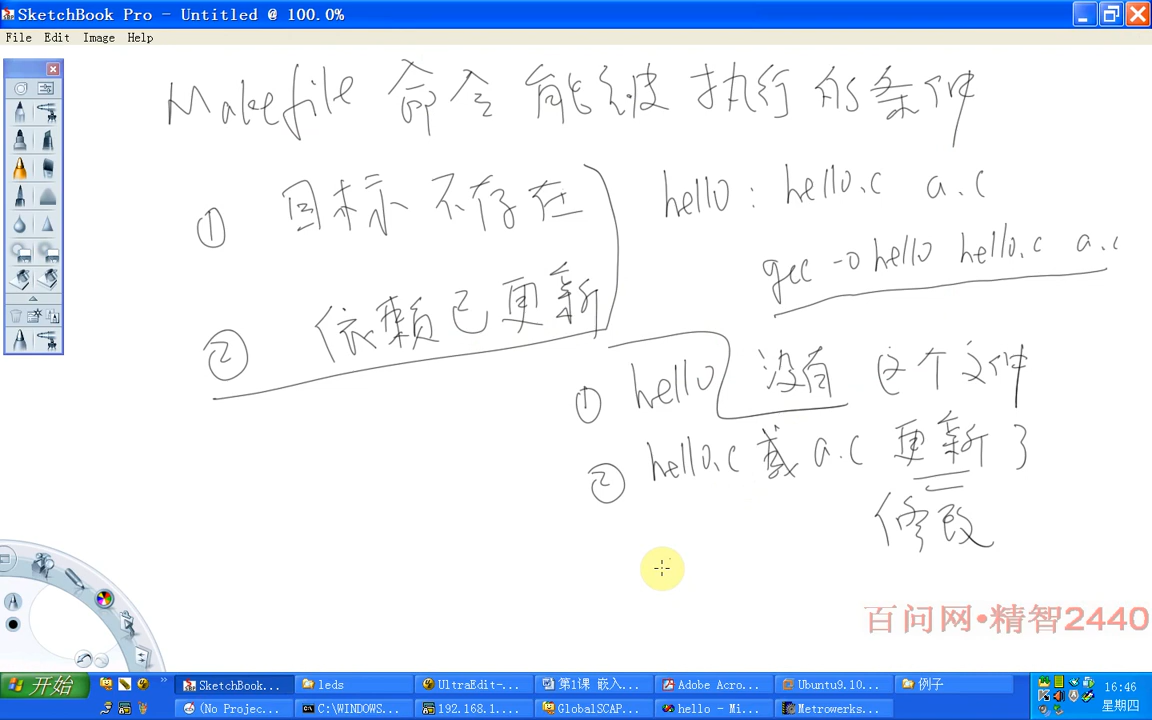 SketchBook Pro - Untitled @ 100.0%
File Edit Image Help
Makefile 命令能够被执行的条件
① 目标不存在
② 依赖已更新
hello: hello.c a.c
gcc -o hello hello.c a.c
① hello 没有这个文件
② hello.c 或 a.c 更新了
修改
百问网•精智2440
开始
SketchBook...
leds
UltraEdit-...
第1课 嵌入...
Adobe Acro...
Ubuntu9.10...
例子
16:46
(No Projec...
C:\WINDOWS...
192.168.1...
GlobalSCAP...
hello - Mi...
Metrowerks...
星期四